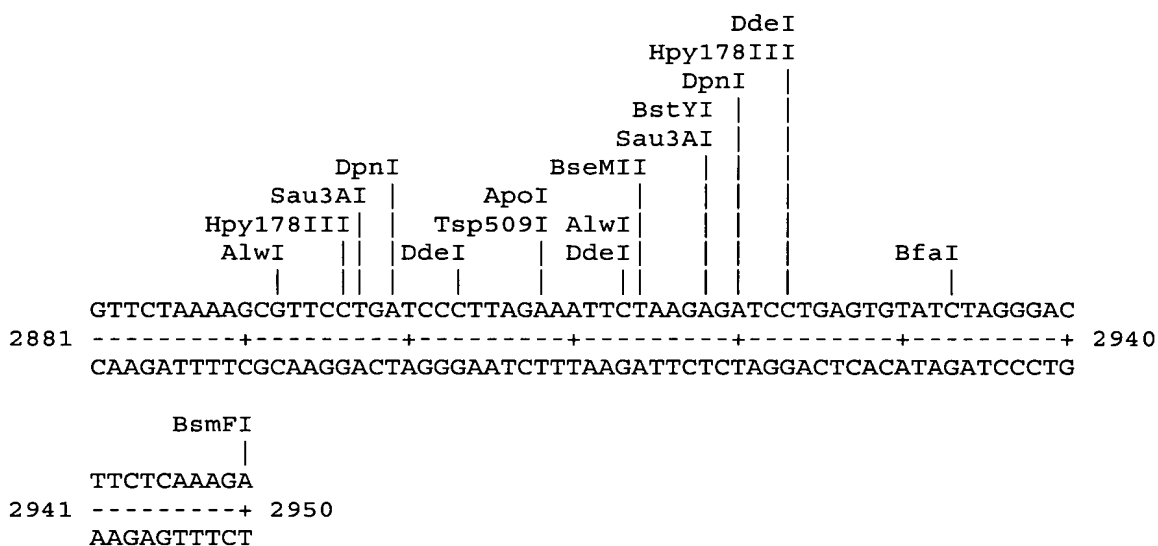 DdeI
Hpy178III
DpnI
BstYI
Sau3AI
DpnI BseMII
Sau3AI ApoI
Hpy178III Tsp509I AlwI
AlwI DdeI DdeI BfaI
GTTCTAAAAGCGTTCCTGATCCCTTAGAAATTCTAAGAGATCCTGAGTGTATCTAGGGAC
2881 ---------+---------+---------+---------+---------+---------+ 2940
CAAGATTTTCGCAAGGACTAGGGAATCTTTAAGATTCTCTAGGACTCACATAGATCCCTG
BsmFI
TTCTCAAAGA
2941 ---------+ 2950
AAGAGTTTCT